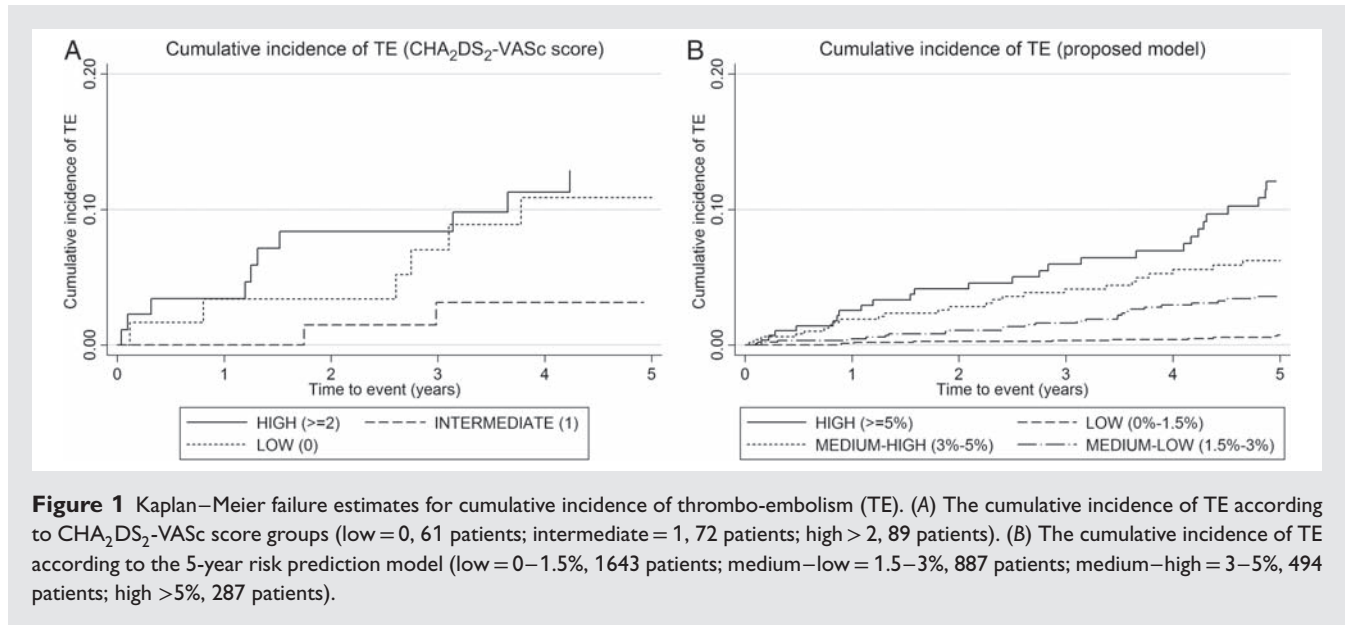 A
Cumulative incidence of TE (CHA₂DS₂-VASc score)
Cumulative incidence of TE
0.20
0.10
0.00
0 1 2 3 4 5
Time to event (years)
HIGH (>=2) INTERMEDIATE (1)
LOW (0)
B
Cumulative incidence of TE (proposed model)
Cumulative incidence of TE
0.20
0.10
0.00
0 1 2 3 4 5
Time to event (years)
HIGH (>=5%) LOW (0%-1.5%)
MEDIUM-HIGH (3%-5%) MEDIUM-LOW (1.5%-3%)
Figure 1 Kaplan–Meier failure estimates for cumulative incidence of thrombo-embolism (TE). (A) The cumulative incidence of TE according
to CHA₂DS₂-VASc score groups (low = 0, 61 patients; intermediate = 1, 72 patients; high > 2, 89 patients). (B) The cumulative incidence of TE
according to the 5-year risk prediction model (low = 0–1.5%, 1643 patients; medium–low = 1.5–3%, 887 patients; medium–high = 3–5%, 494
patients; high >5%, 287 patients).